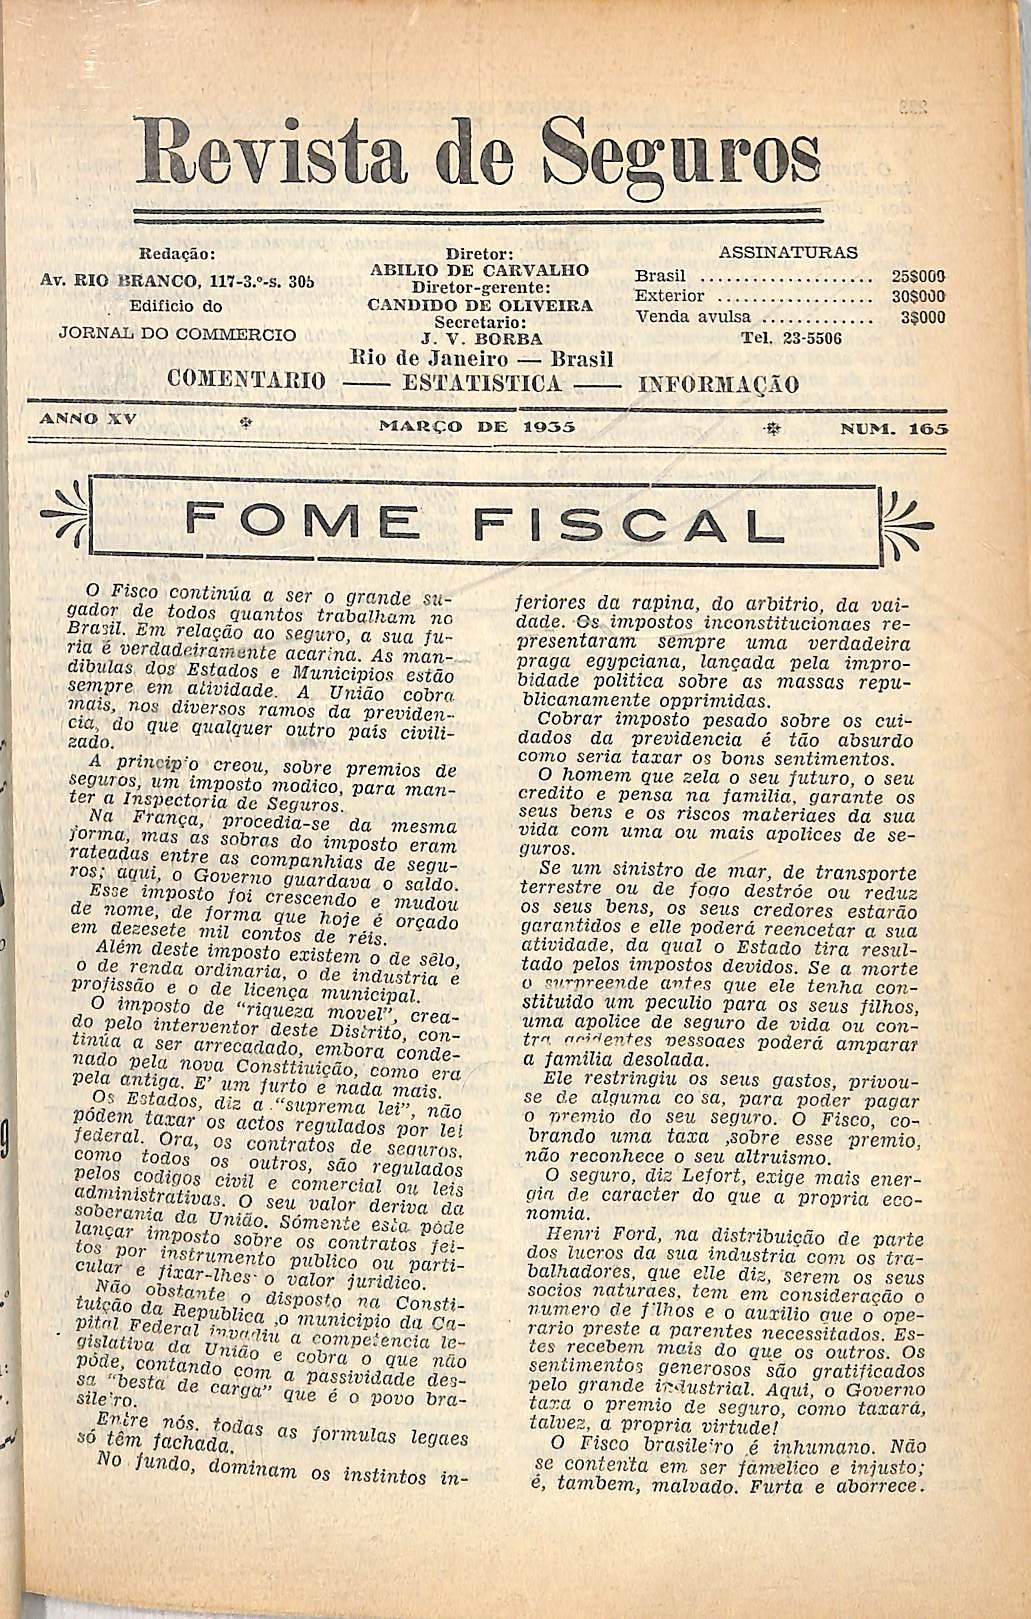 Revista de Seguros
Redação:
Av. RIO BRANCO, 117-3.º-s. 305
Edificio do
JORNAL DO COMMERCIO
Diretor:
ABILIO DE CARVALHO
Diretor-gerente:
CANDIDO DE OLIVEIRA
Secretario:
J. V. BORBA
ASSINATURAS
Brasil .................... 25$000
Exterior .................. 30$000
Venda avulsa ............. 3$000
Tel. 23-5506
Rio de Janeiro — Brasil
COMENTARIO —— ESTATISTICA —— INFORMAÇÃO
ANNO XV MARÇO DE 1935 NUM. 165
FOME FISCAL
O Fisco continúa a ser o grande su-
gador de todos quantos trabalham no
Brasil. Em relação ao seguro, a sua fu-
ria é verdadeiramente acarina. As man-
dibulas dos Estados e Municipios estão
sempre em atividade. A União cobra
mais, nos diversos ramos da previden-
cia, do que qualquer outro país civili-
zado.
A princip'o creou, sobre premios de
seguros, um imposto modico, para man-
ter a Inspectoria de Seguros.
Na França, procedia-se da mesma
forma, mas as sobras do imposto eram
rateadas entre as companhias de segu-
ros; aqui, o Governo guardava o saldo.
Esse imposto foi crescendo e mudou
de nome, de forma que hoje é orçado
em dezesete mil contos de réis.
Além deste imposto existem o de sêlo,
o de renda ordinaria, o de industria e
profissão e o de licença municipal.
O imposto de "riqueza movel", crea-
do pelo interventor deste Distrito, con-
tinúa a ser arrecadado, embora conde-
nado pela nova Consttiuição, como era
pela antiga. E' um furto e nada mais.
Os Estados, diz a "suprema lei", não
pódem taxar os actos regulados por lei
federal. Ora, os contratos de seguros,
como todos os outros, são regulados
pelos codigos civil e comercial ou leis
administrativas. O seu valor deriva da
soberania da União. Sómente esta póde
lançar imposto sobre os contratos fei-
tos por instrumento publico ou parti-
cular e fixar-lhes o valor juridico.
Não obstante o disposto na Consti-
tuição da Republica ,o municipio da Ca-
pital Federal invadiu a competencia le-
gislativa da União e cobra o que não
póde, contando com a passividade des-
sa "besta de carga" que é o povo bra-
sile'ro.
Entre nós, todas as formulas legaes
só têm fachada.
No fundo, dominam os instintos in-
feriores da rapina, do arbitrio, da vai-
dade. Os impostos inconstitucionaes re-
presentaram sempre uma verdadeira
praga egypciana, lançada pela impro-
bidade politica sobre as massas repu-
blicanamente opprimidas.
Cobrar imposto pesado sobre os cui-
dados da previdencia é tão absurdo
como seria taxar os bons sentimentos.
O homem que zela o seu futuro, o seu
credito e pensa na familia, garante os
seus bens e os riscos materiaes da sua
vida com uma ou mais apolices de se-
guros.
Se um sinistro de mar, de transporte
terrestre ou de fogo destróe ou reduz
os seus bens, os seus credores estarão
garantidos e elle poderá reencetar a sua
atividade, da qual o Estado tira resul-
tado pelos impostos devidos. Se a morte
o surpreende antes que ele tenha con-
stituido um peculio para os seus filhos,
uma apolice de seguro de vida ou con-
tra acidentes pessoaes poderá amparar
a familia desolada.
Ele restringiu os seus gastos, privou-
se de alguma co'sa, para poder pagar
o premio do seu seguro. O Fisco, co-
brando uma taxa ,sobre esse premio,
não reconhece o seu altruismo.
O seguro, diz Lefort, exige mais ener-
gia de caracter do que a propria eco-
nomia.
Henri Ford, na distribuição de parte
dos lucros da sua industria com os tra-
balhadores, que elle diz, serem os seus
socios naturaes, tem em consideração o
numero de f'lhos e o auxilio que o ope-
rario preste a parentes necessitados. Es-
tes recebem mais do que os outros. Os
sentimentos generosos são gratificados
pelo grande industrial. Aqui, o Governo
taxa o premio de seguro, como taxará,
talvez, a propria virtude!
O Fisco brasile'ro é inhumano. Não
se contenta em ser famelico e injusto;
é, tambem, malvado. Furta e aborrece.